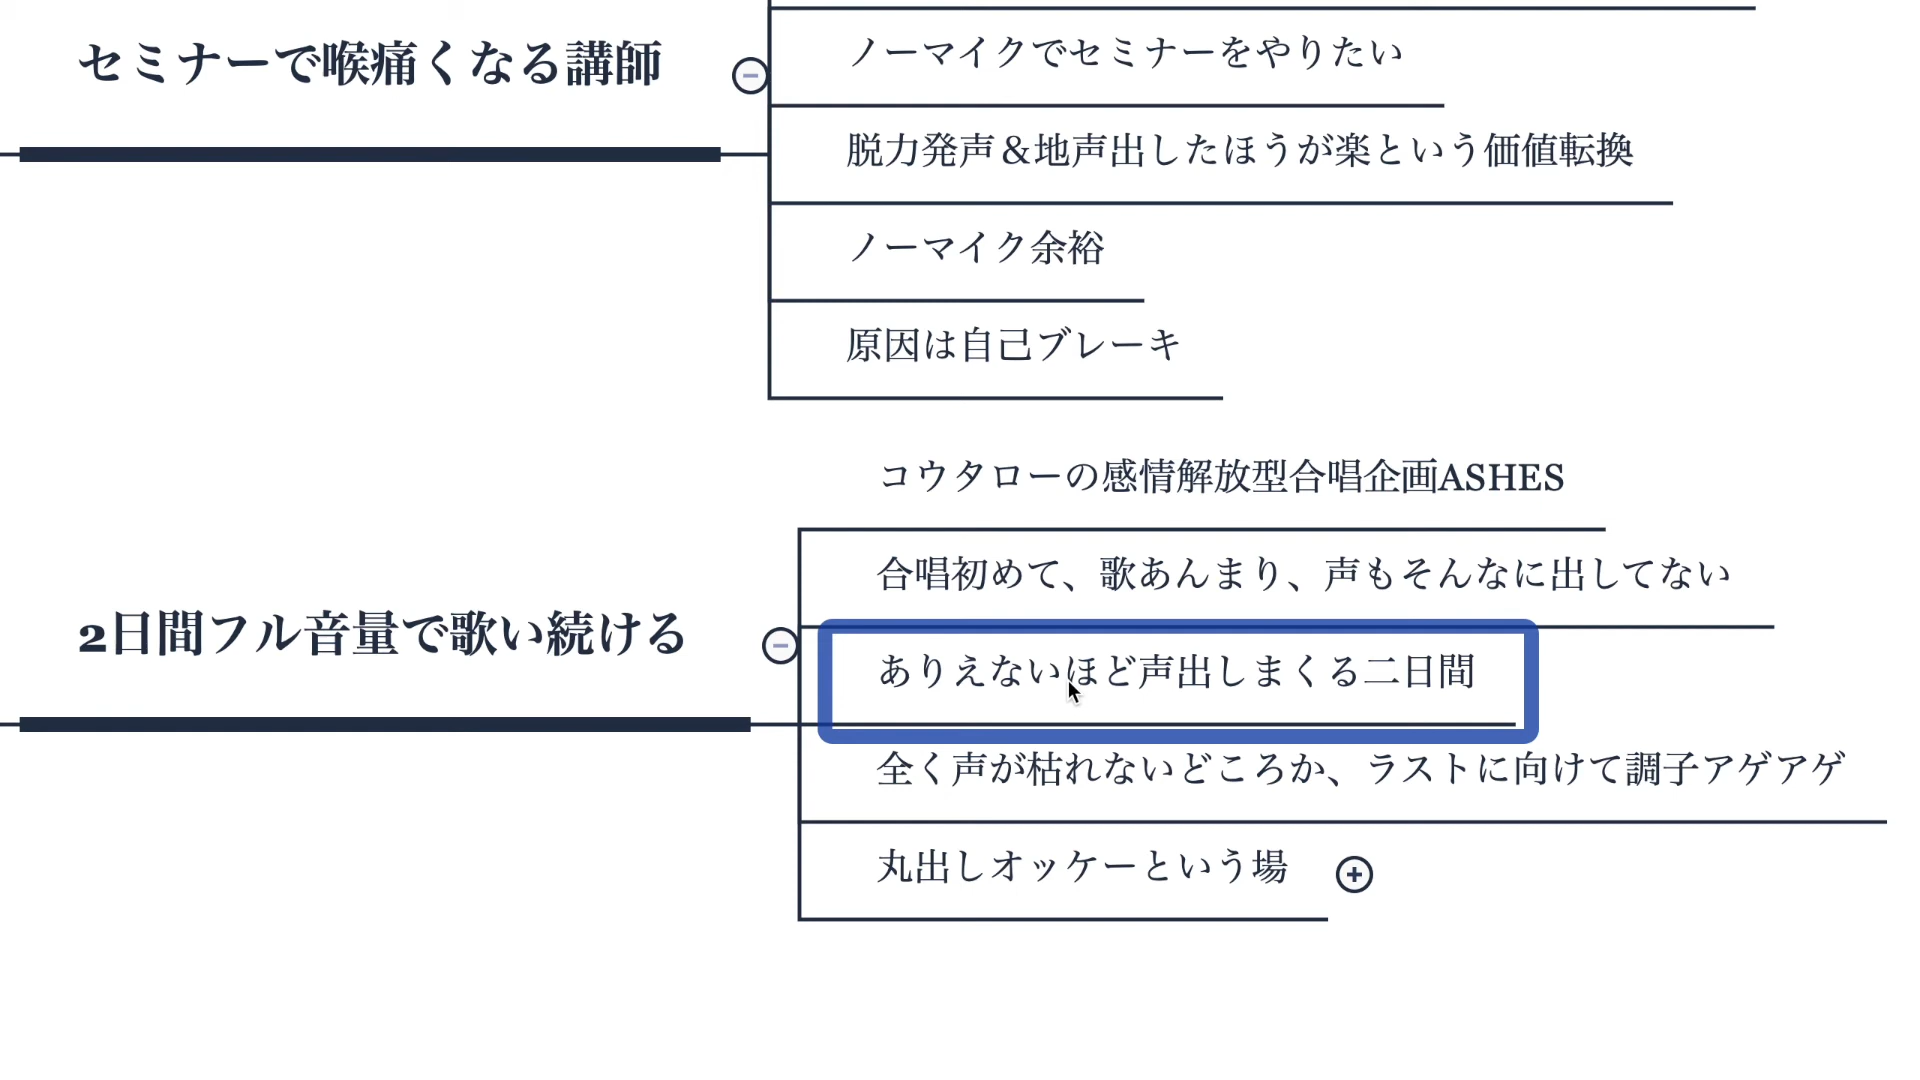 セミナーで喉痛くなる講師
ノーマイクでセミナーをやりたい
脱力発声＆地声出したほうが楽という価値転換
ノーマイク余裕
原因は自己ブレーキ
2日間フル音量で歌い続ける
コウタローの感情解放型合唱企画ASHES
合唱初めて、歌あんまり、声もそんなに出してない
ありえないほど声出しまくる二日間
全く声が枯れないどころか、ラストに向けて調子アゲアゲ
丸出しオッケーという場